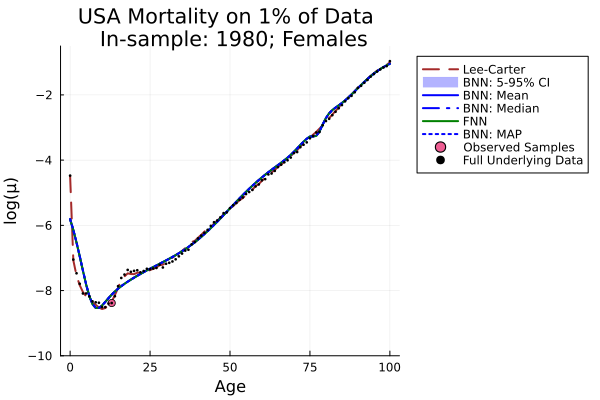 USA Mortality on 1% of Data
In-sample: 1980; Females
Lee-Carter
BNN: 5-95% CI
BNN: Mean
BNN: Median
FNN
BNN: MAP
Observed Samples
Full Underlying Data
log(μ)
−2
−4
−6
−8
−10
0
25
50
75
100
Age